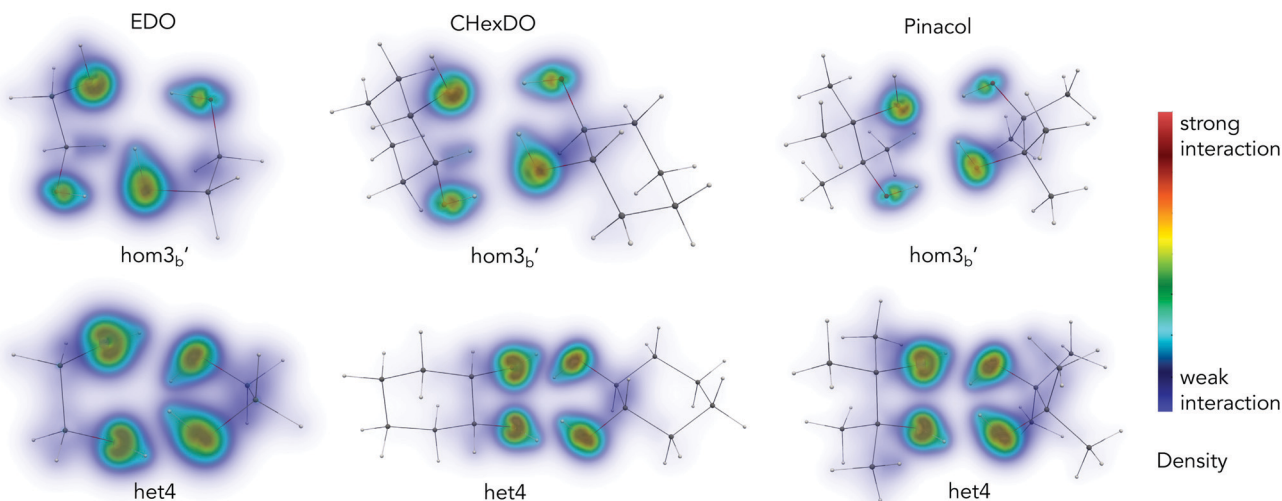 EDO
CHexDO
Pinacol
hom3b′
hom3b′
hom3b′
strong
interaction
weak
interaction
Density
het4
het4
het4